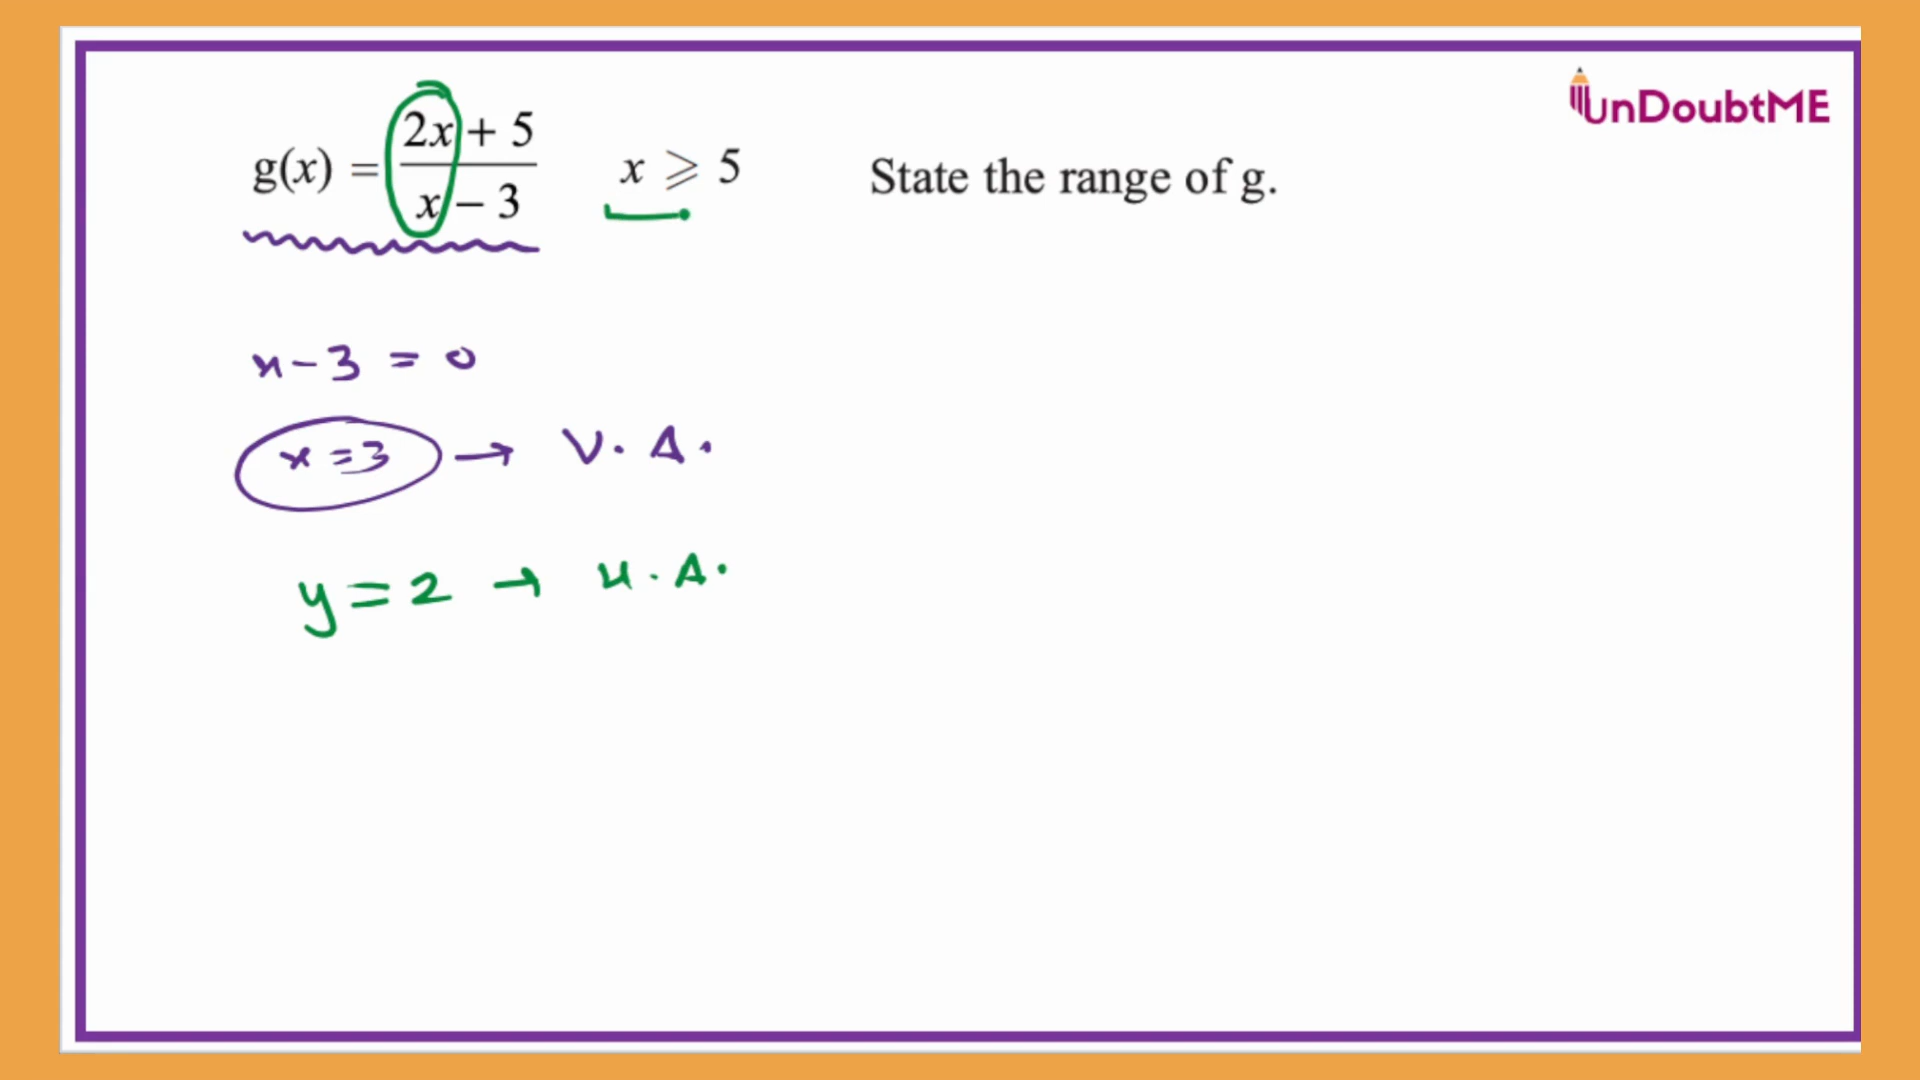 UnDoubtME
g(x) = (2x + 5)/(x − 3)    x ⩾ 5    State the range of g.
x − 3 = 0
x = 3 → V. A.
y = 2 → H. A.